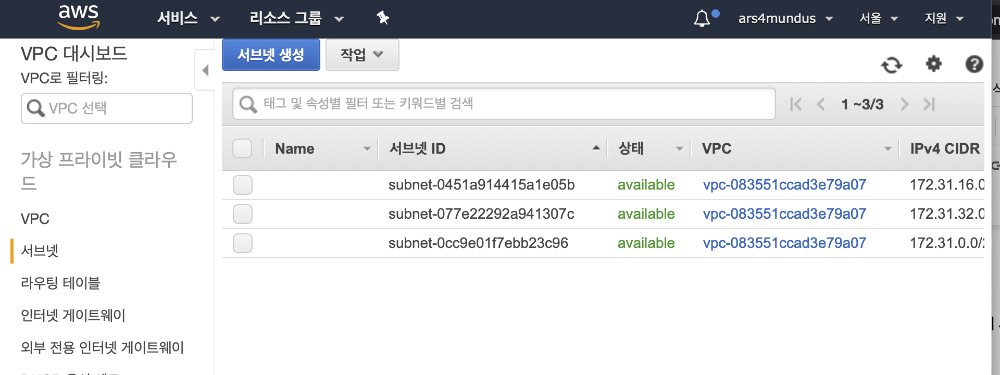 aws
서비스
리소스 그룹
ars4mundus
서울
지원
VPC 대시보드
VPC로 필터링:
VPC 선택
가상 프라이빗 클라우
드
VPC
서브넷
라우팅 테이블
인터넷 게이트웨이
외부 전용 인터넷 게이트웨이
서브넷 생성
작업
태그 및 속성별 필터 또는 키워드별 검색
1 ~3/3
Name 서브넷 ID 상태 VPC IPv4 CIDR
subnet-0451a914415a1e05b available vpc-083551ccad3e79a07 172.31.16.0
subnet-077e22292a941307c available vpc-083551ccad3e79a07 172.31.32.0
subnet-0cc9e01f7ebb23c96 available vpc-083551ccad3e79a07 172.31.0.0/